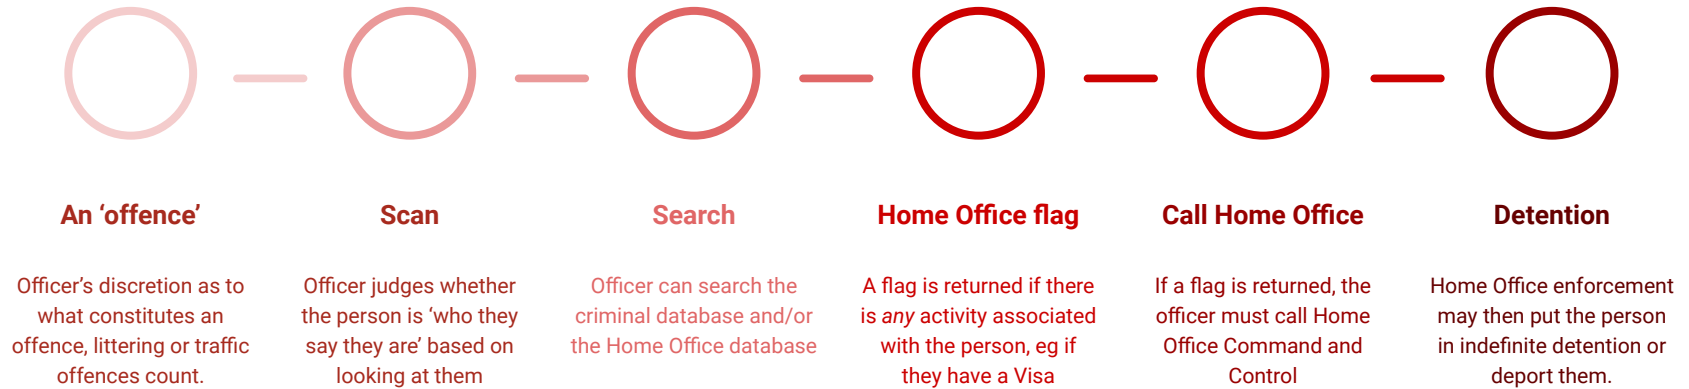 An ‘offence’
Officer’s discretion as to
what constitutes an
offence, littering or traffic
offences count.
Scan
Officer judges whether
the person is ‘who they
say they are’ based on
looking at them
Search
Officer can search the
criminal database and/or
the Home Office database
Home Office flag
A flag is returned if there
is any activity associated
with the person, eg if
they have a Visa
Call Home Office
If a flag is returned, the
officer must call Home
Office Command and
Control
Detention
Home Office enforcement
may then put the person
in indefinite detention or
deport them.